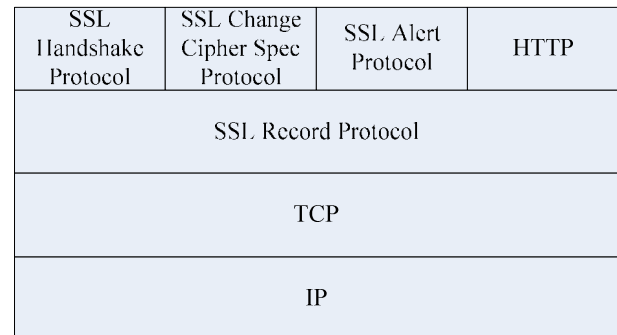 SSL
Handshake
Protocol
SSL Change
Cipher Spec
Protocol
SSL Alert
Protocol
HTTP
SSL Record Protocol
TCP
IP